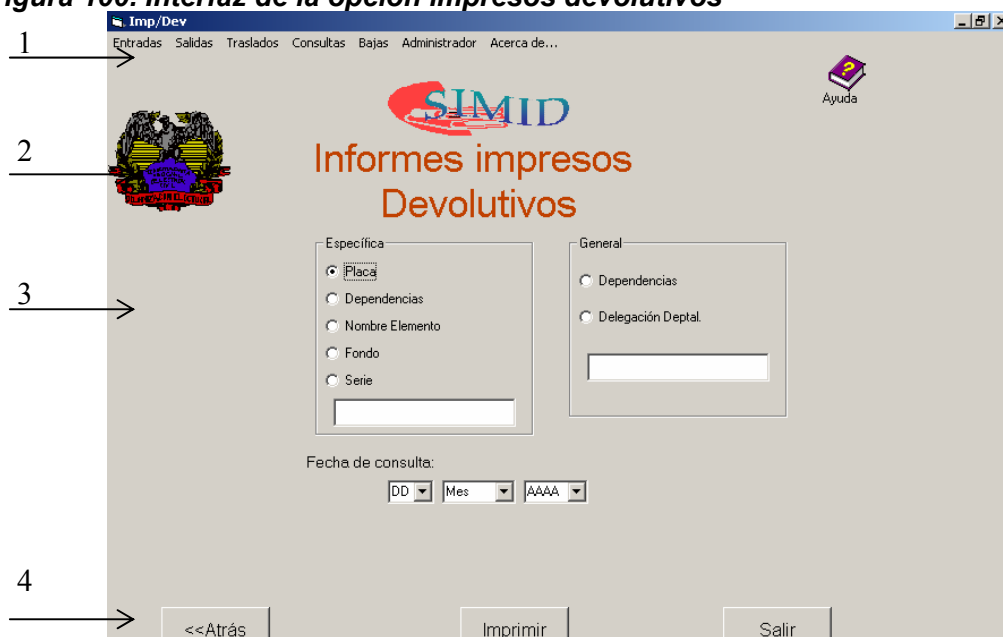 igura 100. Interfaz de la opción impresos devolutivos
Imp/Dev
Entradas Salidas Traslados Consultas Bajas Administrador Acerca de...
1
Ayuda
SIMID
2
Informes impresos
Devolutivos
Específica
Placa
Dependencias
Nombre Elemento
Fondo
Serie
General
Dependencias
Delegación Deptal.
3
Fecha de consulta:
DD Mes AAAA
4
<<Atrás Imprimir Salir